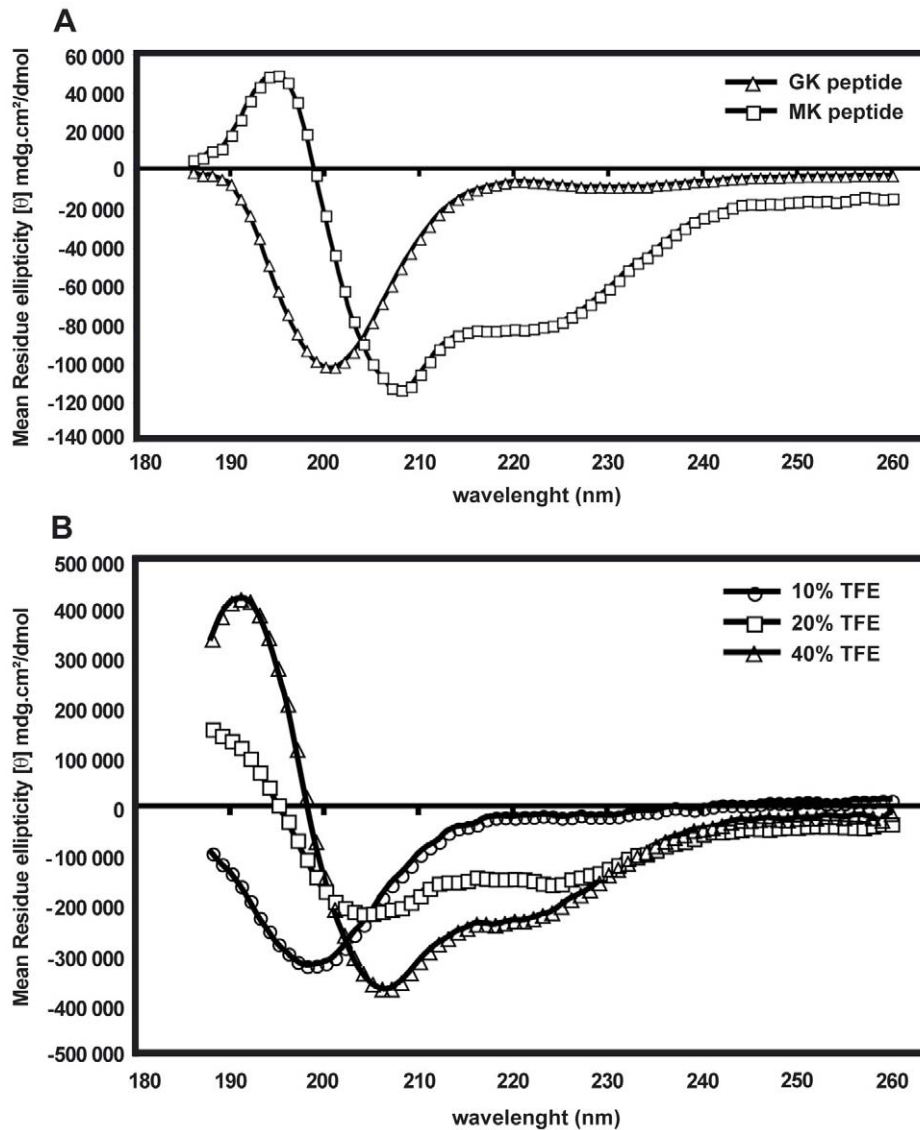 A
Mean Residue ellipticity [θ] mdg.cm²/dmol
60 000
40 000
20 000
0
-20 000
-40 000
-60 000
-80 000
-100 000
-120 000
-140 000
GK peptide
MK peptide
180 190 200 210 220 230 240 250 260
wavelenght (nm)
B
Mean Residue ellipticity [θ] mdg.cm²/dmol
500 000
400 000
300 000
200 000
100 000
0
-100 000
-200 000
-300 000
-400 000
-500 000
10% TFE
20% TFE
40% TFE
180 190 200 210 220 230 240 250 260
wavelenght (nm)